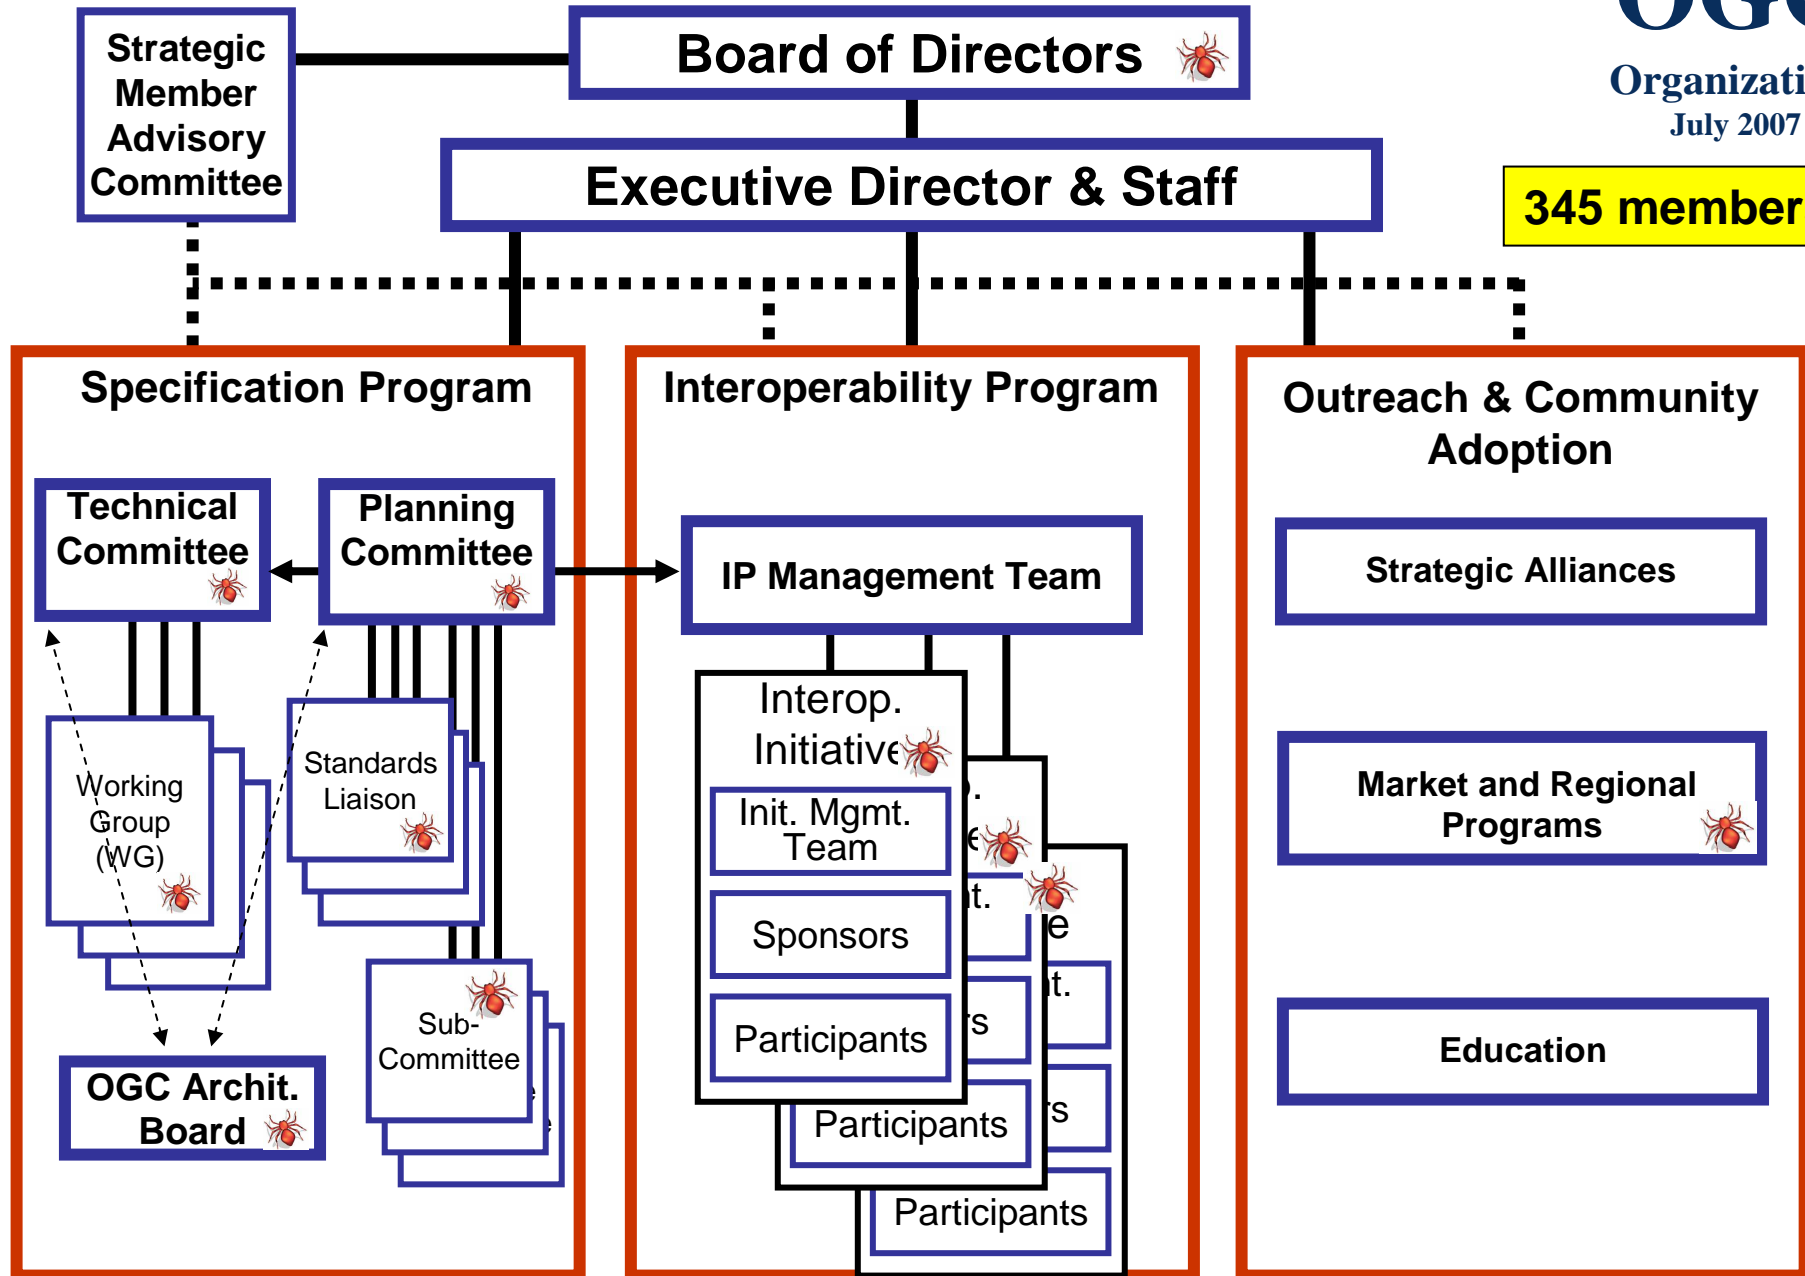 Strategic
Member
Advisory
Committee
Board of Directors
Executive Director & Staff
July 2007
345 member
Specification Program
Technical
Committee
Planning
Committee
Working
Group
(WG)
Standards
Liaison
Sub-
Committee
OGC Archit.
Board
Interoperability Program
IP Management Team
Interop.
Initiative
Init. Mgmt.
Team
Sponsors
Participants
Participants
Participants
Outreach & Community
Adoption
Strategic Alliances
Market and Regional
Programs
Education